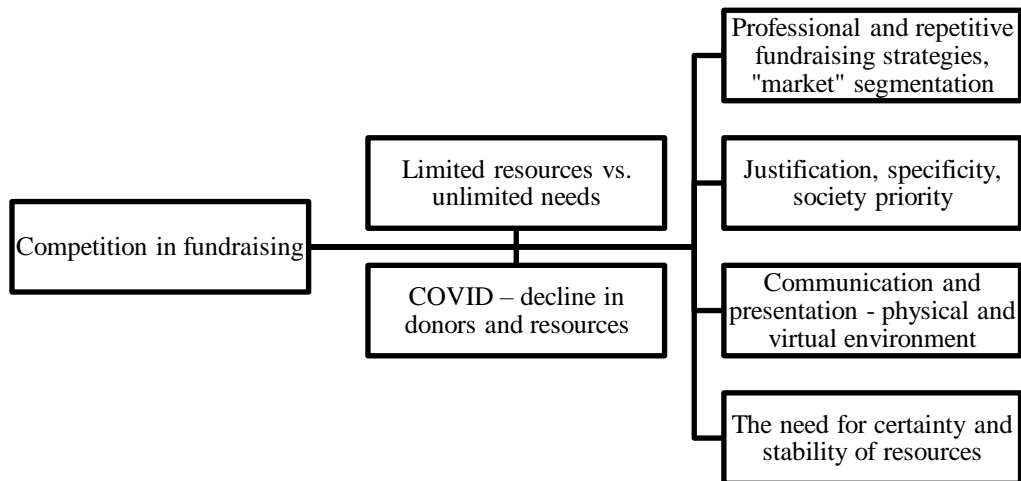 Competition in fundraising
Limited resources vs.
unlimited needs
COVID – decline in
donors and resources
Professional and repetitive
fundraising strategies,
"market" segmentation
Justification, specificity,
society priority
Communication and
presentation - physical and
virtual environment
The need for certainty and
stability of resources